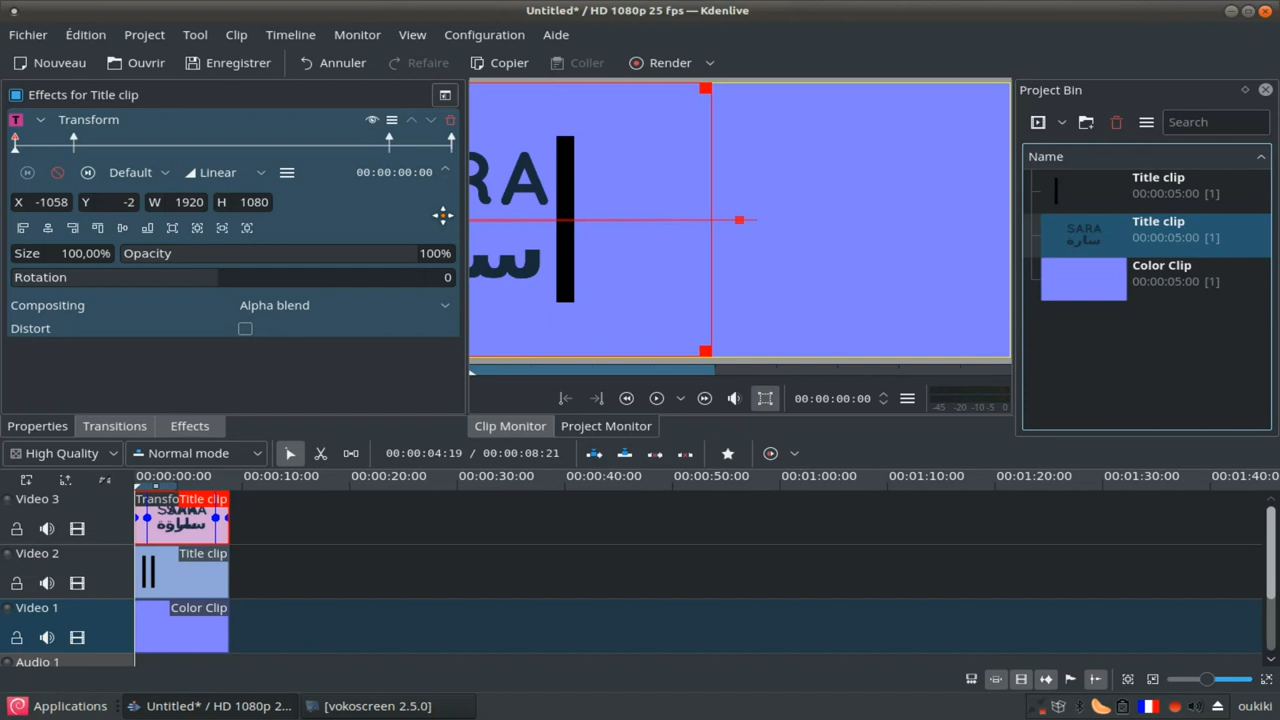 Untitled* / HD 1080p 25 fps — Kdenlive
Fichier Édition Project Tool Clip Timeline Monitor View Configuration Aide
Nouveau Ouvrir Enregistrer Annuler Refaire Copier Coller Render
Effects for Title clip
Transform
Default Linear 00:00:00:00
X -1058 Y -2 W 1920 H 1080
Size 100,00% Opacity 100%
Rotation 0
Compositing Alpha blend
Distort
RA
سا
00:00:00:00
-45 -20 -10 -5 0
Project Bin
Search
Name
Title clip
00:00:05:00 [1]
SARA
سارة
Title clip
00:00:05:00 [1]
Color Clip
00:00:05:00 [1]
Properties Transitions Effects
Clip Monitor Project Monitor
High Quality Normal mode 00:00:04:19 / 00:00:08:21
00:00:00:00 00:00:10:00 00:00:20:00 00:00:30:00 00:00:40:00 00:00:50:00 00:01:00:00 00:01:10:00 00:01:20:00 00:01:30:00 00:01:40:0
Video 3 Transfo Title clip
Video 2 Title clip
Video 1 Color Clip
Audio 1
Applications Untitled* / HD 1080p 2... [vokoscreen 2.5.0] oukiki